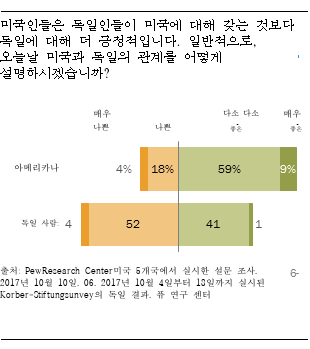 미국인들은 독일인들이 미국에 대해 갖는 것보다
독일에 대해 더 긍정적입니다. 일반적으로,
오늘날 미국과 독일의 관계를 어떻게
설명하시겠습니까?
매우 다소 다소 매우
나쁜 나쁜 좋은 좋은
아메리카나 4% 18% 59% 9%
독일 사람: 4 52 41 1
출처: PewResearch Center미국 5개국에서 실시한 설문 조사.
2017년 10월 10일. 06. 2017년 10월 4일부터 18일까지 실시된
Korber-Stiftungsunvey의 독일 결과. 퓨 연구 센터
6-